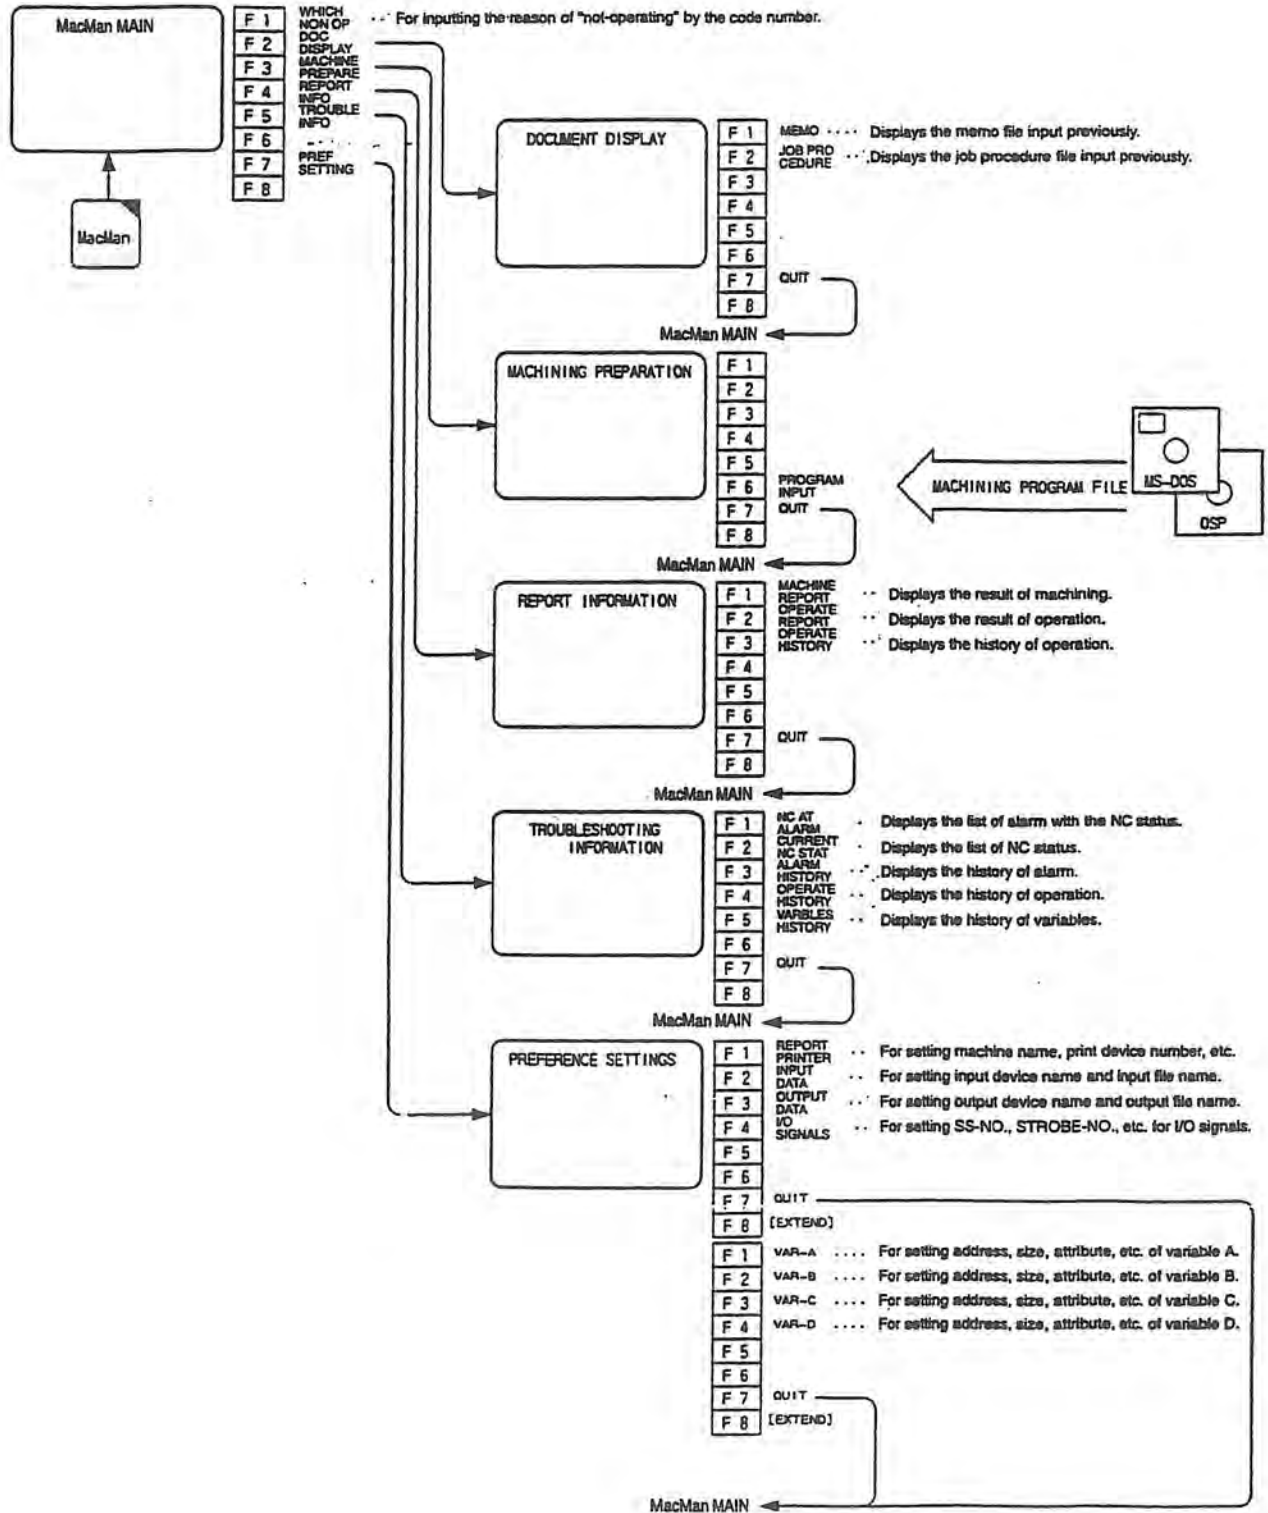 MacMan MAIN
F 1 WHICH NON OP ·· For inputting the reason of "not-operating" by the code number.
F 2 DOC DISPLAY
F 3 MACHINE PREPARE
F 4 REPORT INFO
F 5 TROUBLE INFO
F 6
F 7 PREF SETTING
F 8
MacMan
DOCUMENT DISPLAY
F 1 MEMO ···· Displays the memo file input previously.
F 2 JOB PRO CEDURE ·· Displays the job procedure file input previously.
F 3
F 4
F 5
F 6
F 7 QUIT
F 8
MacMan MAIN
MACHINING PREPARATION
F 1
F 2
F 3
F 4
F 5
F 6 PROGRAM INPUT
F 7 QUIT
F 8
MACHINING PROGRAM FILE
MS-DOS
OSP
MacMan MAIN
REPORT INFORMATION
F 1 MACHINE REPORT ·· Displays the result of machining.
F 2 OPERATE REPORT ·· Displays the result of operation.
F 3 OPERATE HISTORY ·· Displays the history of operation.
F 4
F 5
F 6
F 7 QUIT
F 8
MacMan MAIN
TROUBLESHOOTING
INFORMATION
F 1 NC AT ALARM · Displays the list of alarm with the NC status.
F 2 CURRENT NC STAT · Displays the list of NC status.
F 3 ALARM HISTORY ·· Displays the history of alarm.
F 4 OPERATE HISTORY ·· Displays the history of operation.
F 5 VARBLES HISTORY ·· Displays the history of variables.
F 6
F 7 QUIT
F 8
MacMan MAIN
PREFERENCE SETTINGS
F 1 REPORT PRINTER ·· For setting machine name, print device number, etc.
F 2 INPUT DATA ·· For setting input device name and input file name.
F 3 OUTPUT DATA ·· For setting output device name and output file name.
F 4 I/O SIGNALS ·· For setting SS-NO., STROBE-NO., etc. for I/O signals.
F 5
F 6
F 7 QUIT
F 8 [EXTEND]
F 1 VAR-A ···· For setting address, size, attribute, etc. of variable A.
F 2 VAR-B ···· For setting address, size, attribute, etc. of variable B.
F 3 VAR-C ···· For setting address, size, attribute, etc. of variable C.
F 4 VAR-D ···· For setting address, size, attribute, etc. of variable D.
F 5
F 6
F 7 QUIT
F 8 [EXTEND]
MacMan MAIN